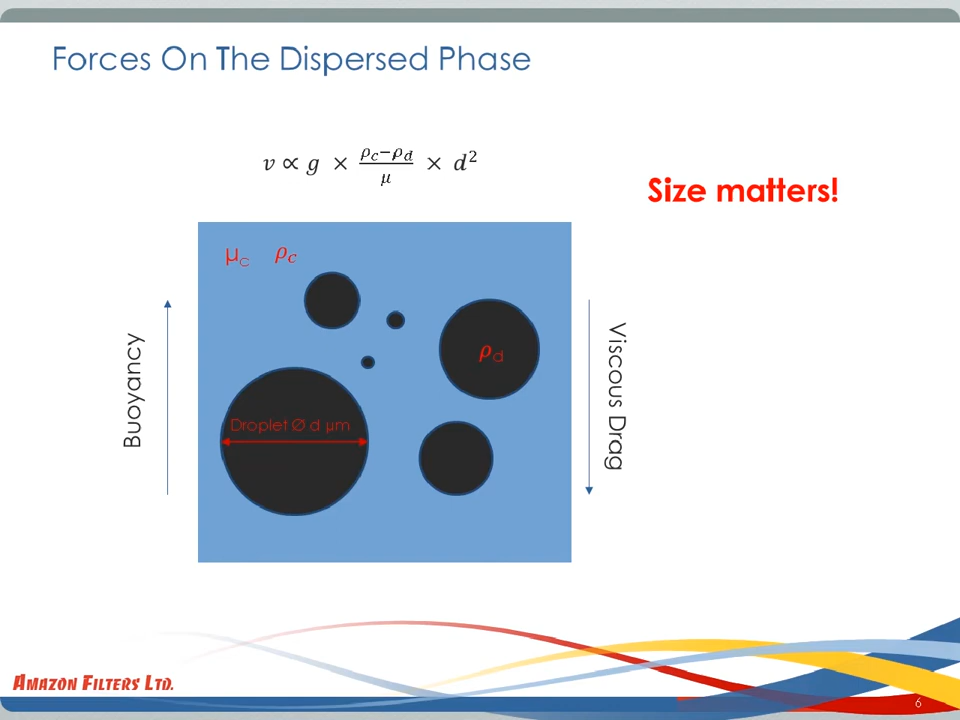 Forces On The Dispersed Phase
v ∝ g × (ρc−ρd)/μ × d²
Size matters!
μc ρc
ρd
Buoyancy
Viscous Drag
Droplet Ø d μm
AMAZON FILTERS LTD.
6